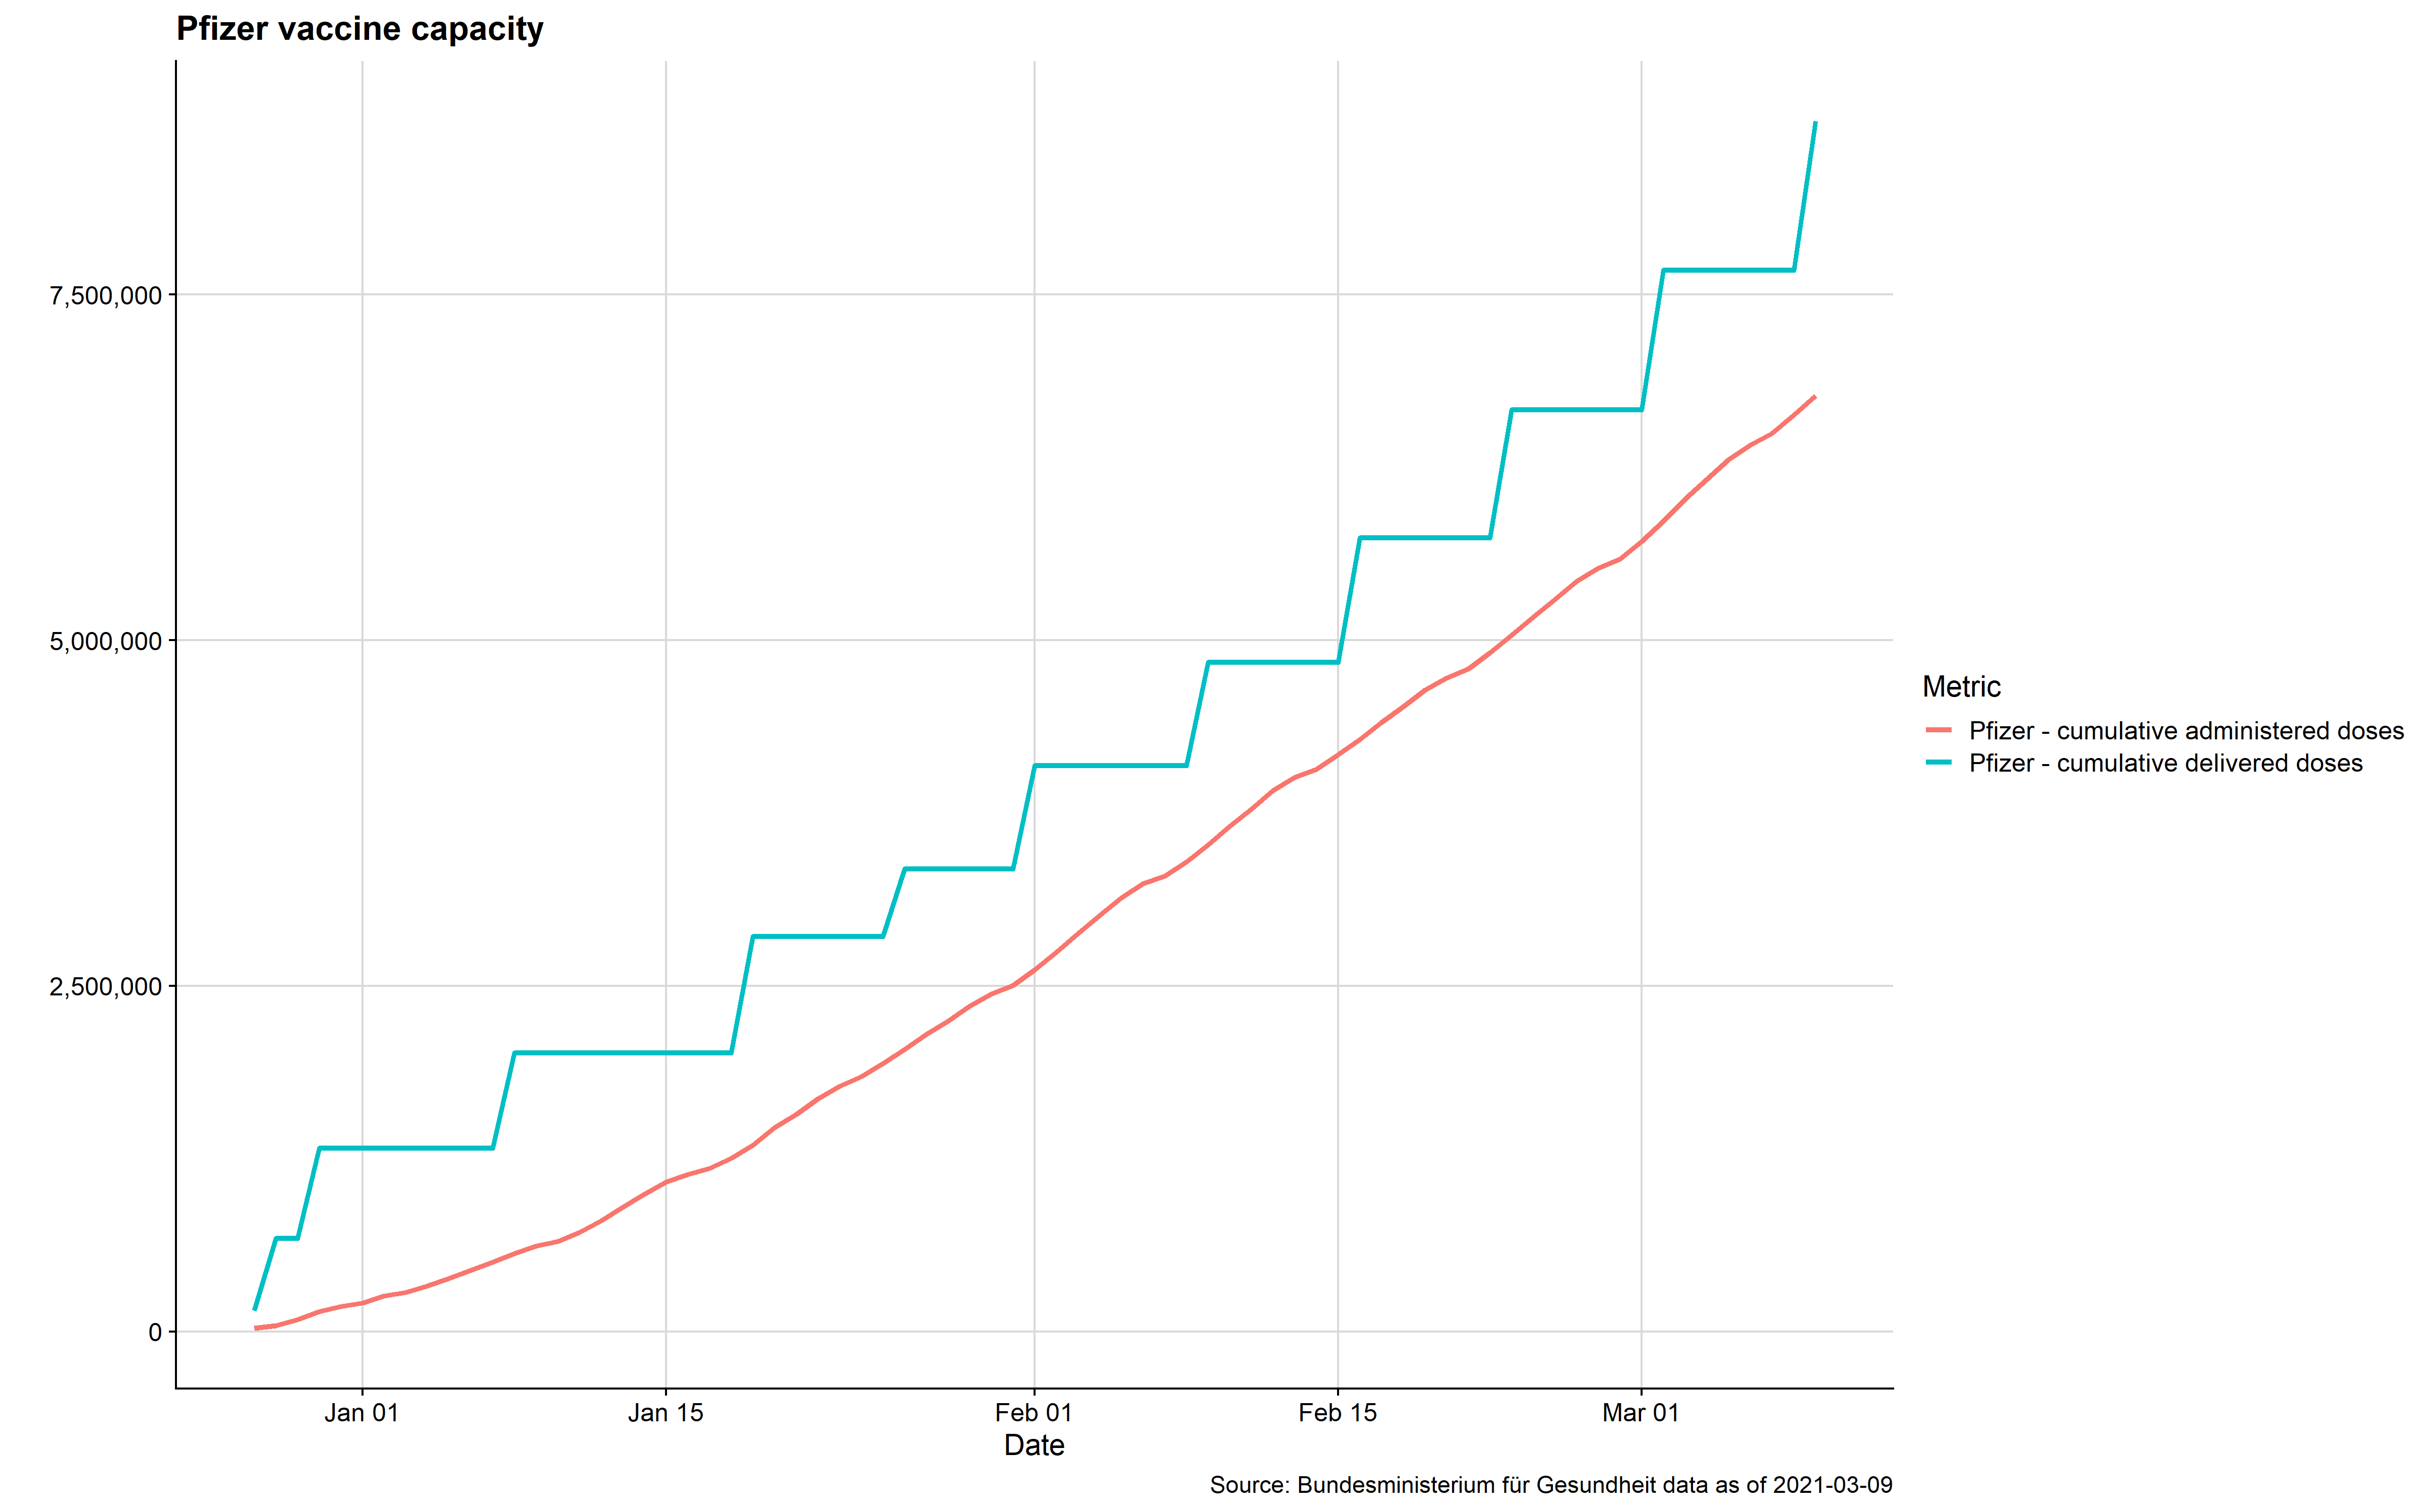 Pfizer vaccine capacity
7,500,000
5,000,000
2,500,000
0
Jan 01
Jan 15
Feb 01
Feb 15
Mar 01
Date
Metric
Pfizer - cumulative administered doses
Pfizer - cumulative delivered doses
Source: Bundesministerium für Gesundheit data as of 2021-03-09